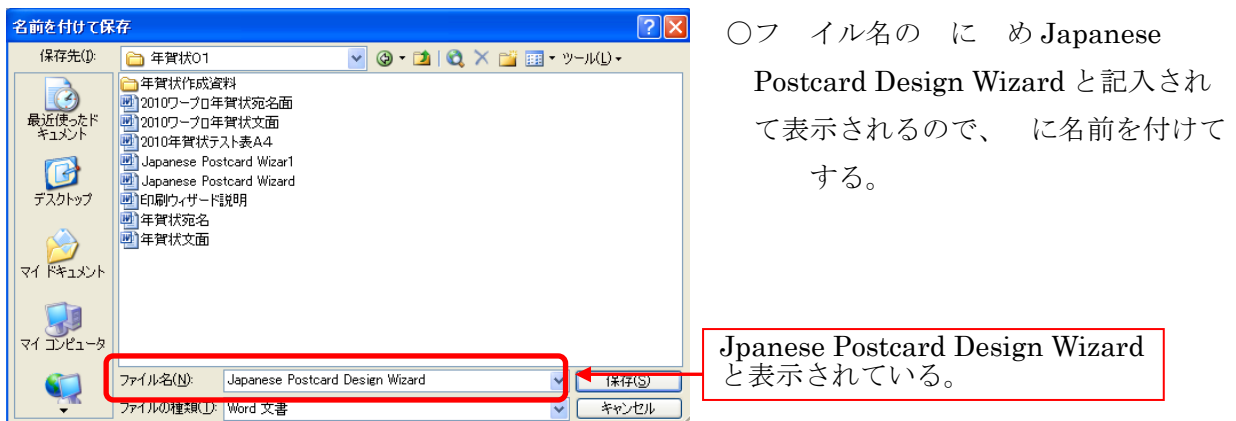 名前を付けて保存
保存先(I):
年賀状01
ツール(L)
最近使ったドキュメント
デスクトップ
マイ ドキュメント
マイ コンピュータ
年賀状作成資料
2010ワープロ年賀状宛名面
2010ワープロ年賀状文面
2010年賀状テスト表A4
Japanese Postcard Wizar1
Japanese Postcard Wizard
印刷ウィザード説明
年賀状宛名
年賀状文面
ファイル名(N):
Japanese Postcard Design Wizard
保存(S)
ファイルの種類(T):
Word 文書
キャンセル
○フ　イル名の　に　め Japanese
Postcard Design Wizard と記入され
て表示されるので、　に名前を付けて
する。
Jpanese Postcard Design Wizard
と表示されている。